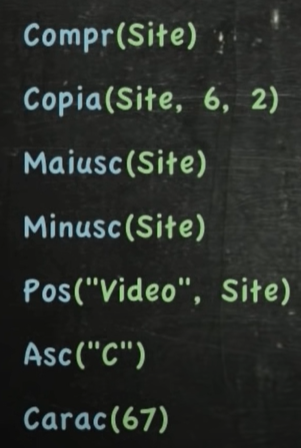 Compr(Site)
Copia(Site, 6, 2)
Maiusc(Site)
Minusc(Site)
Pos("Video", Site)
Asc("C")
Carac(67)